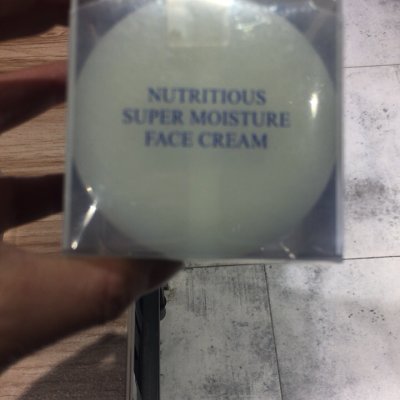 NUTRITIOUS
SUPER MOISTURE
FACE CREAM